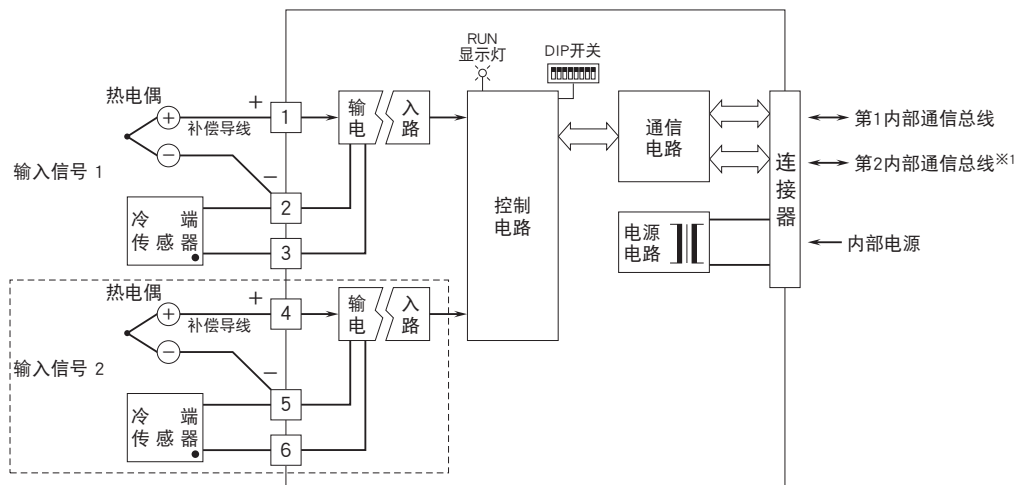 RUN
显示灯
DIP开关
热电偶
+
+
补偿导线
−
−
输入信号 1
1
2
3
冷 端
传感器
输 入
电 路
控制
电路
通信
电路
电源
电路
连
接
器
第1内部通信总线
第2内部通信总线※1
内部电源
热电偶
+
+
补偿导线
−
−
输入信号 2
4
5
6
冷 端
传感器
输 入
电 路